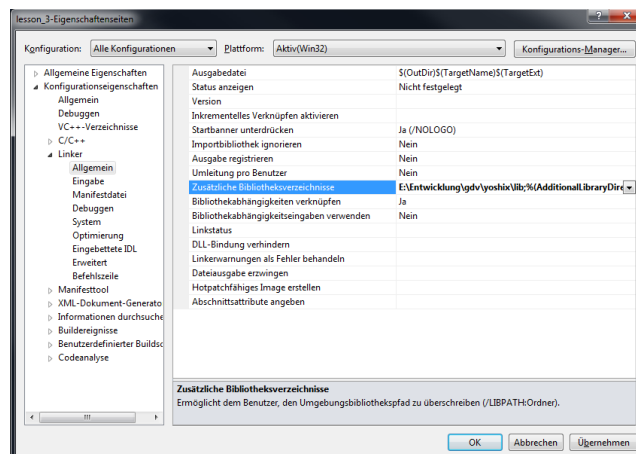 lesson_3-Eigenschaftenseiten
Konfiguration: Alle Konfigurationen Plattform: Aktiv(Win32) Konfigurations-Manager...
Allgemeine Eigenschaften
Konfigurationseigenschaften
Allgemein
Debuggen
VC++-Verzeichnisse
C/C++
Linker
Allgemein
Eingabe
Manifestdatei
Debuggen
System
Optimierung
Eingebettete IDL
Erweitert
Befehlszeile
Manifesttool
XML-Dokument-Generato
Informationen durchsuche
Buildereignisse
Benutzerdefinierter Buildsc
Codeanalyse
Ausgabedatei $(OutDir)$(TargetName)$(TargetExt)
Status anzeigen Nicht festgelegt
Version
Inkrementelles Verknüpfen aktivieren
Startbanner unterdrücken Ja (/NOLOGO)
Importbibliothek ignorieren Nein
Ausgabe registrieren Nein
Umleitung pro Benutzer Nein
Zusätzliche Bibliotheksverzeichnisse E:\Entwicklung\gdv\yoshix\lib;%(AdditionalLibraryDire
Bibliothekabhängigkeiten verknüpfen Ja
Bibliothekabhängigkeitseingaben verwenden Nein
Linkstatus
DLL-Bindung verhindern
Linkerwarnungen als Fehler behandeln
Dateiausgabe erzwingen
Hotpatchfähiges Image erstellen
Abschnittsattribute angeben
Zusätzliche Bibliotheksverzeichnisse
Ermöglicht dem Benutzer, den Umgebungsbibliothekspfad zu überschreiben (/LIBPATH:Ordner).
OK Abbrechen Übernehmen